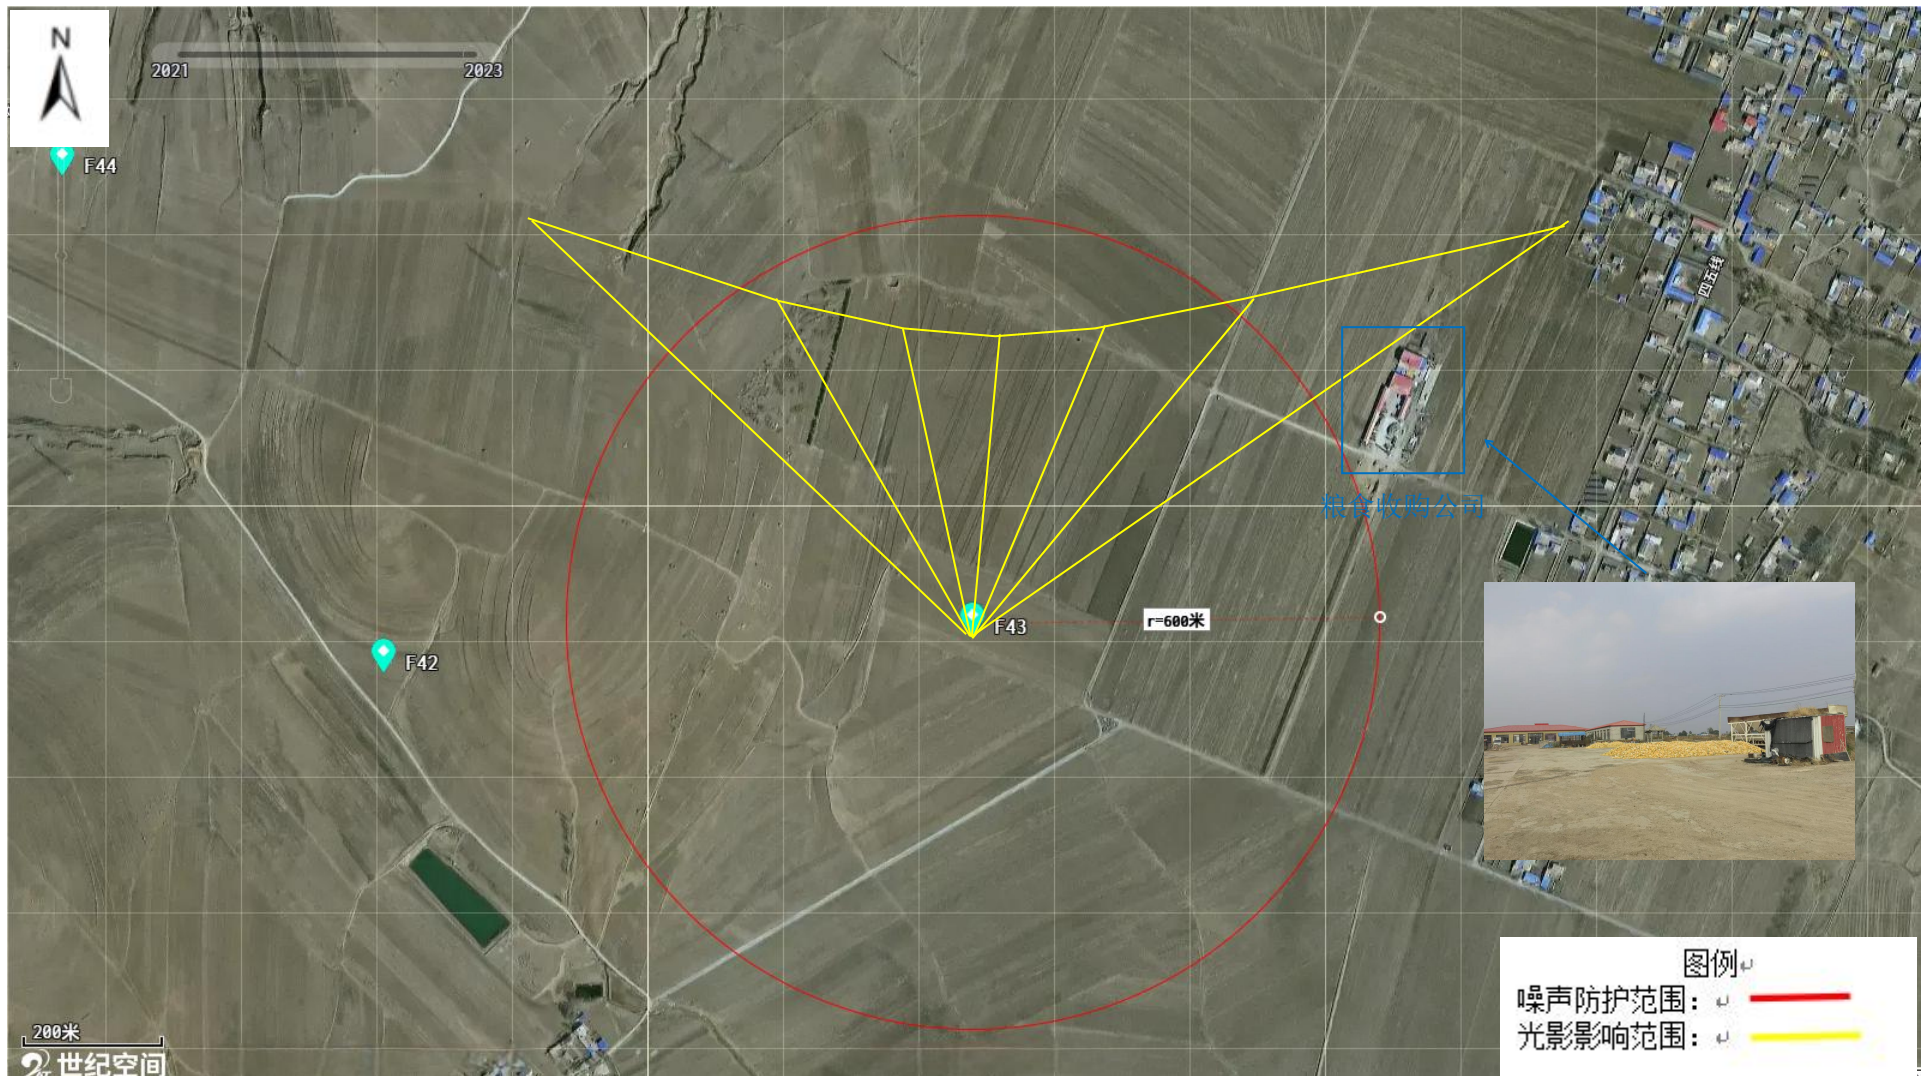 N
2021
2023
F44
四五线
粮食收购公司
r=600米
F43
F42
图例
噪声防护范围：
光影影响范围：
200米
世纪空间